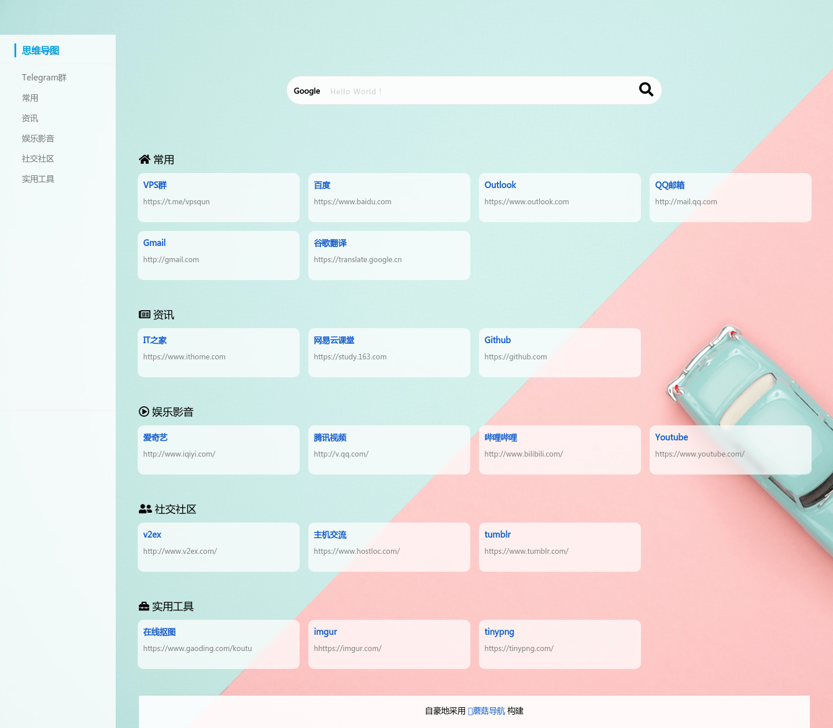 思维导图
Telegram群
常用
资讯
娱乐影音
社交社区
实用工具
Google Hello World !
常用
VPS群
https://t.me/vpsqun
百度
https://www.baidu.com
Outlook
https://www.outlook.com
QQ邮箱
http://mail.qq.com
Gmail
http://gmail.com
谷歌翻译
https://translate.google.cn
资讯
IT之家
https://www.ithome.com
网易云课堂
https://study.163.com
Github
https://github.com
娱乐影音
爱奇艺
http://www.iqiyi.com/
腾讯视频
http://v.qq.com/
哔哩哔哩
http://www.bilibili.com/
Youtube
https://www.youtube.com/
社交社区
v2ex
http://www.v2ex.com/
主机交流
https://www.hostloc.com/
tumblr
https://www.tumblr.com/
实用工具
在线抠图
https://www.gaoding.com/koutu
imgur
hhttps://imgur.com/
tinypng
https://tinypng.com/
自豪地采用 蘑菇导航 构建